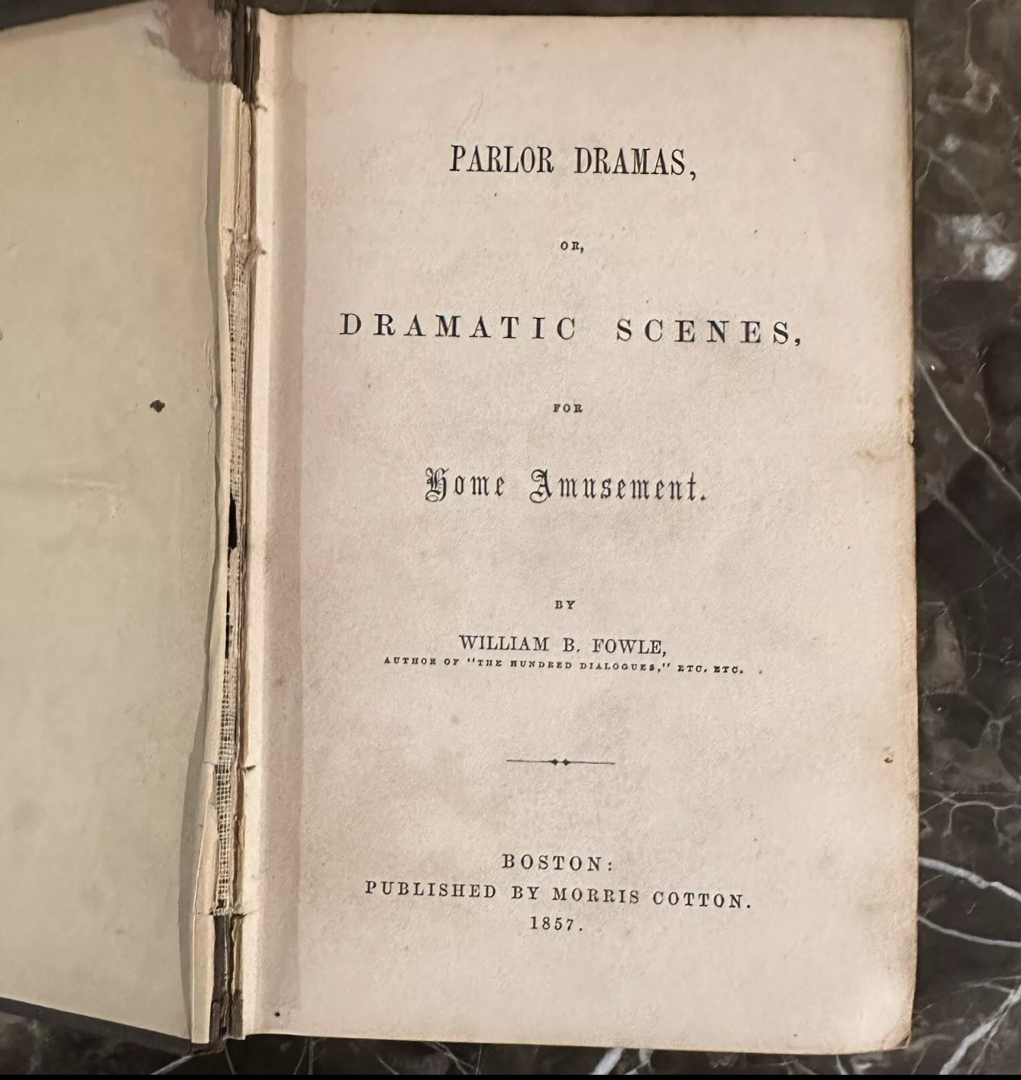 PARLOR DRAMAS,
OR,
DRAMATIC SCENES,
FOR
Home Amusement.
BY
WILLIAM B. FOWLE,
AUTHOR OF "THE HUNDRED DIALOGUES," ETC. ETC.
BOSTON:
PUBLISHED BY MORRIS COTTON.
1857.